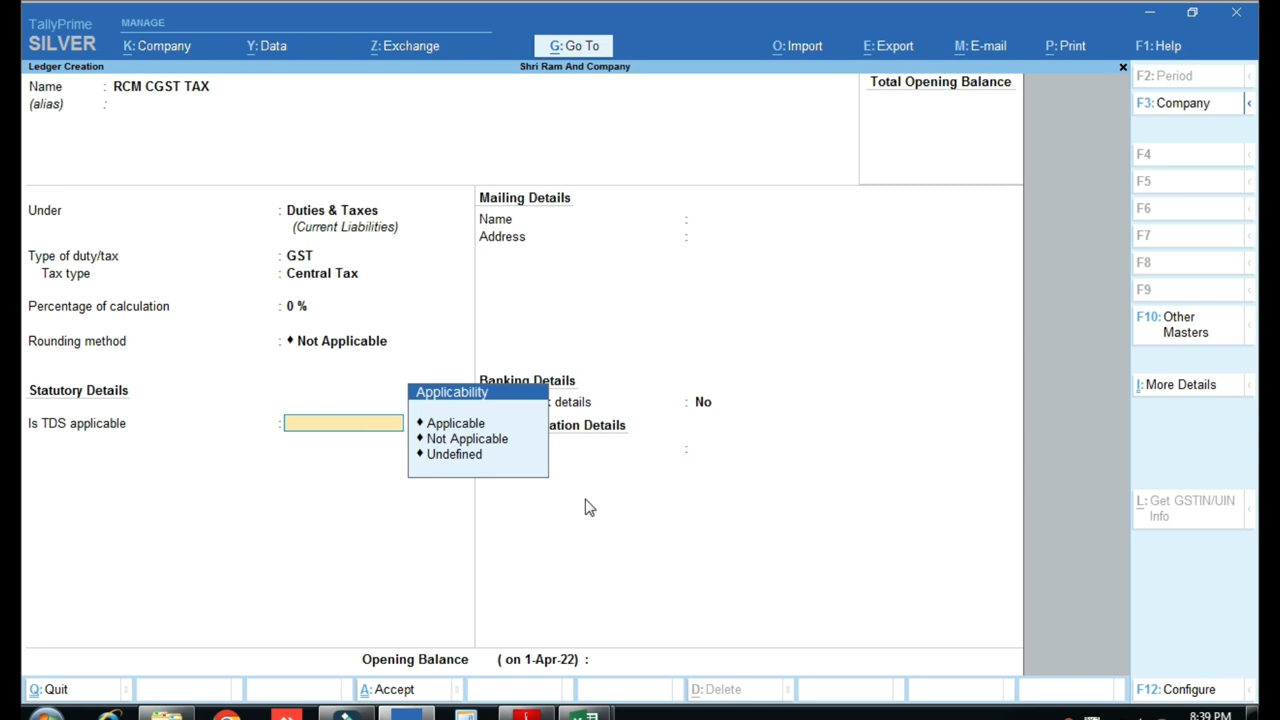 TallyPrime
SILVER
MANAGE
K: Company
Y: Data
Z: Exchange
G: Go To
O: Import
E: Export
M: E-mail
P: Print
F1: Help
Ledger Creation
Shri Ram And Company
Name : RCM CGST TAX
(alias) :
Total Opening Balance
Under : Duties & Taxes
(Current Liabilities)
Type of duty/tax : GST
Tax type : Central Tax
Percentage of calculation : 0 %
Rounding method : ♦ Not Applicable
Statutory Details
Is TDS applicable :
Applicability
♦ Applicable
♦ Not Applicable
♦ Undefined
Mailing Details
Name :
Address :
Banking Details
details : No
ation Details
:
Opening Balance ( on 1-Apr-22) :
F2: Period
F3: Company
F4
F5
F6
F7
F8
F9
F10: Other
Masters
I: More Details
L: Get GSTIN/UIN
Info
Q: Quit
A: Accept
D: Delete
F12: Configure
8:39 PM